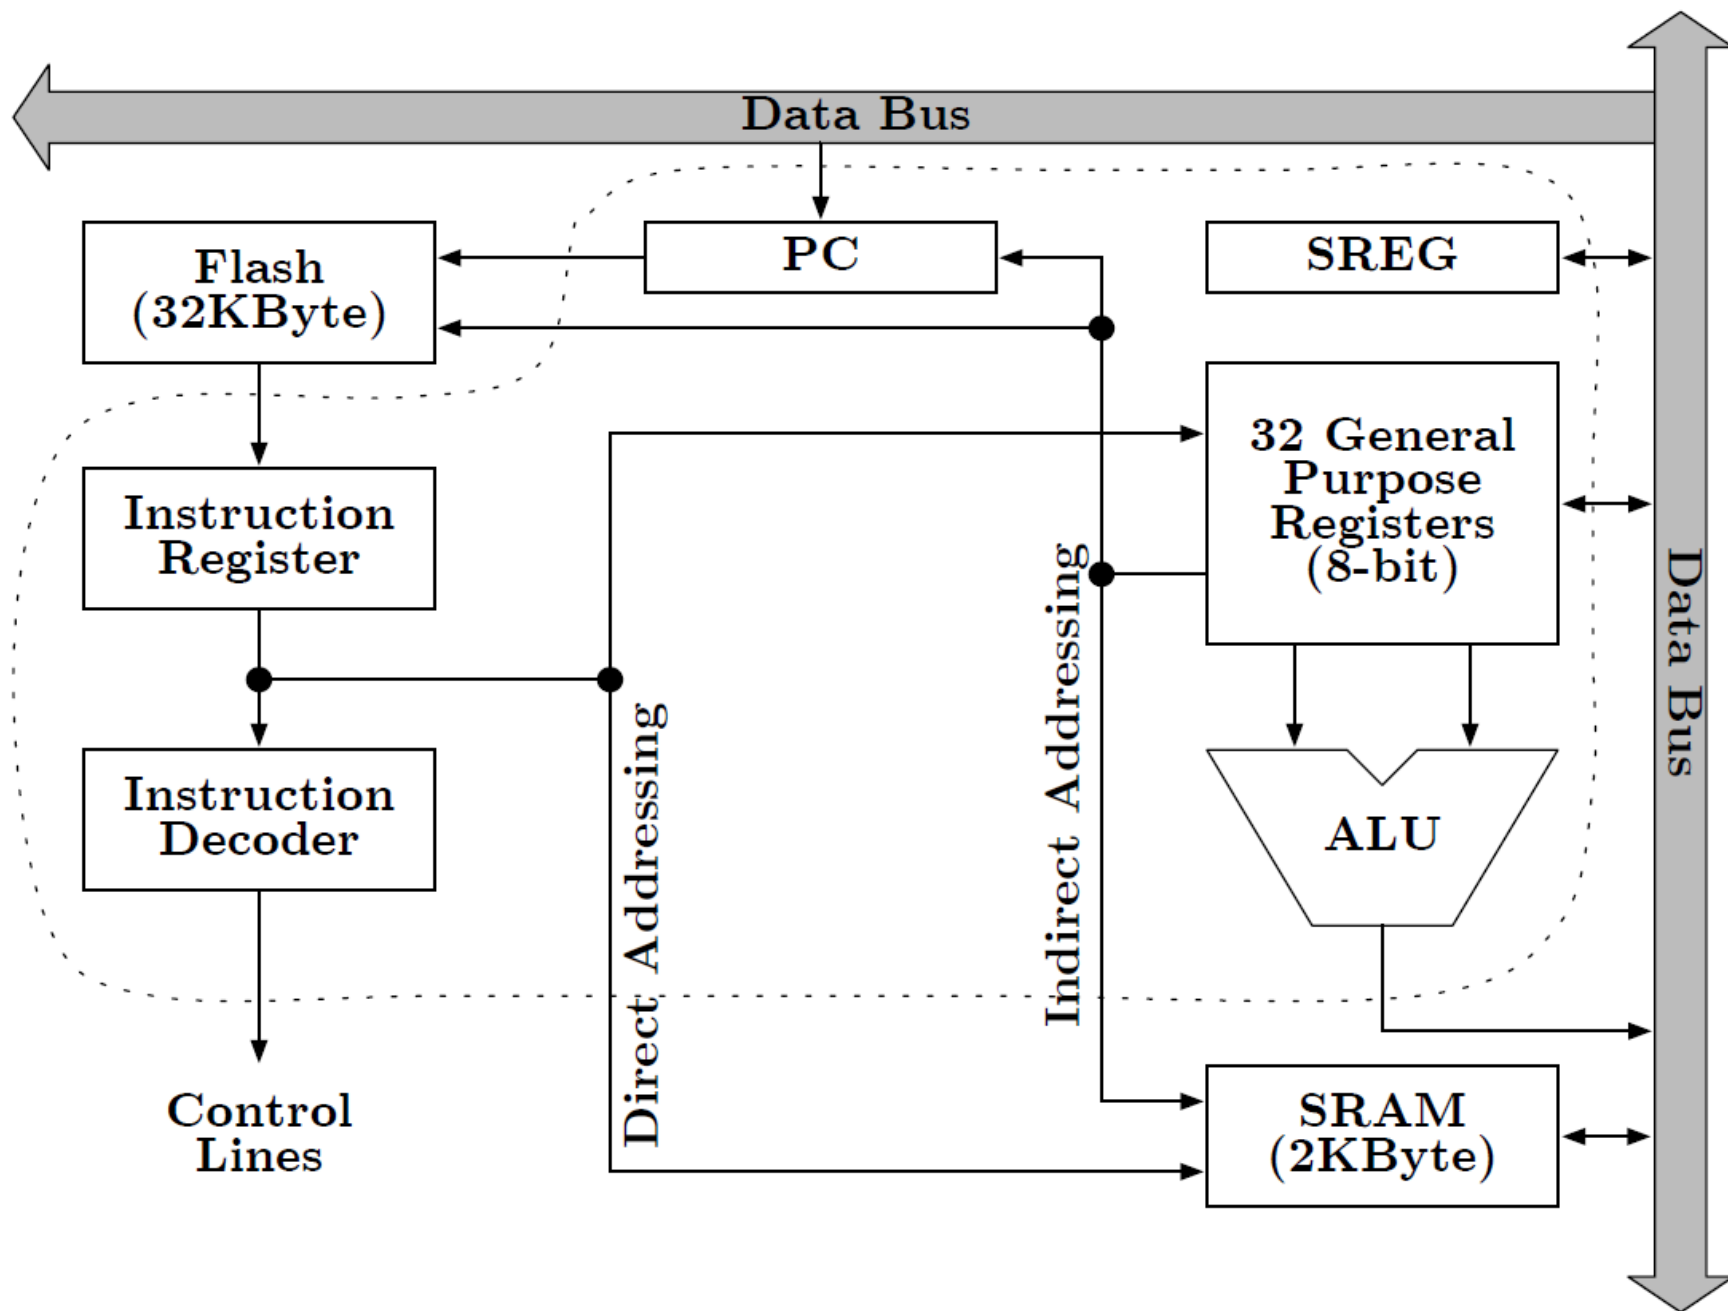 Data Bus
Flash
(32KByte)
PC
SREG
32 General
Purpose
Registers
(8-bit)
Instruction
Register
Indirect Addressing
Data Bus
Direct Addressing
Instruction
Decoder
ALU
Control
Lines
SRAM
(2KByte)